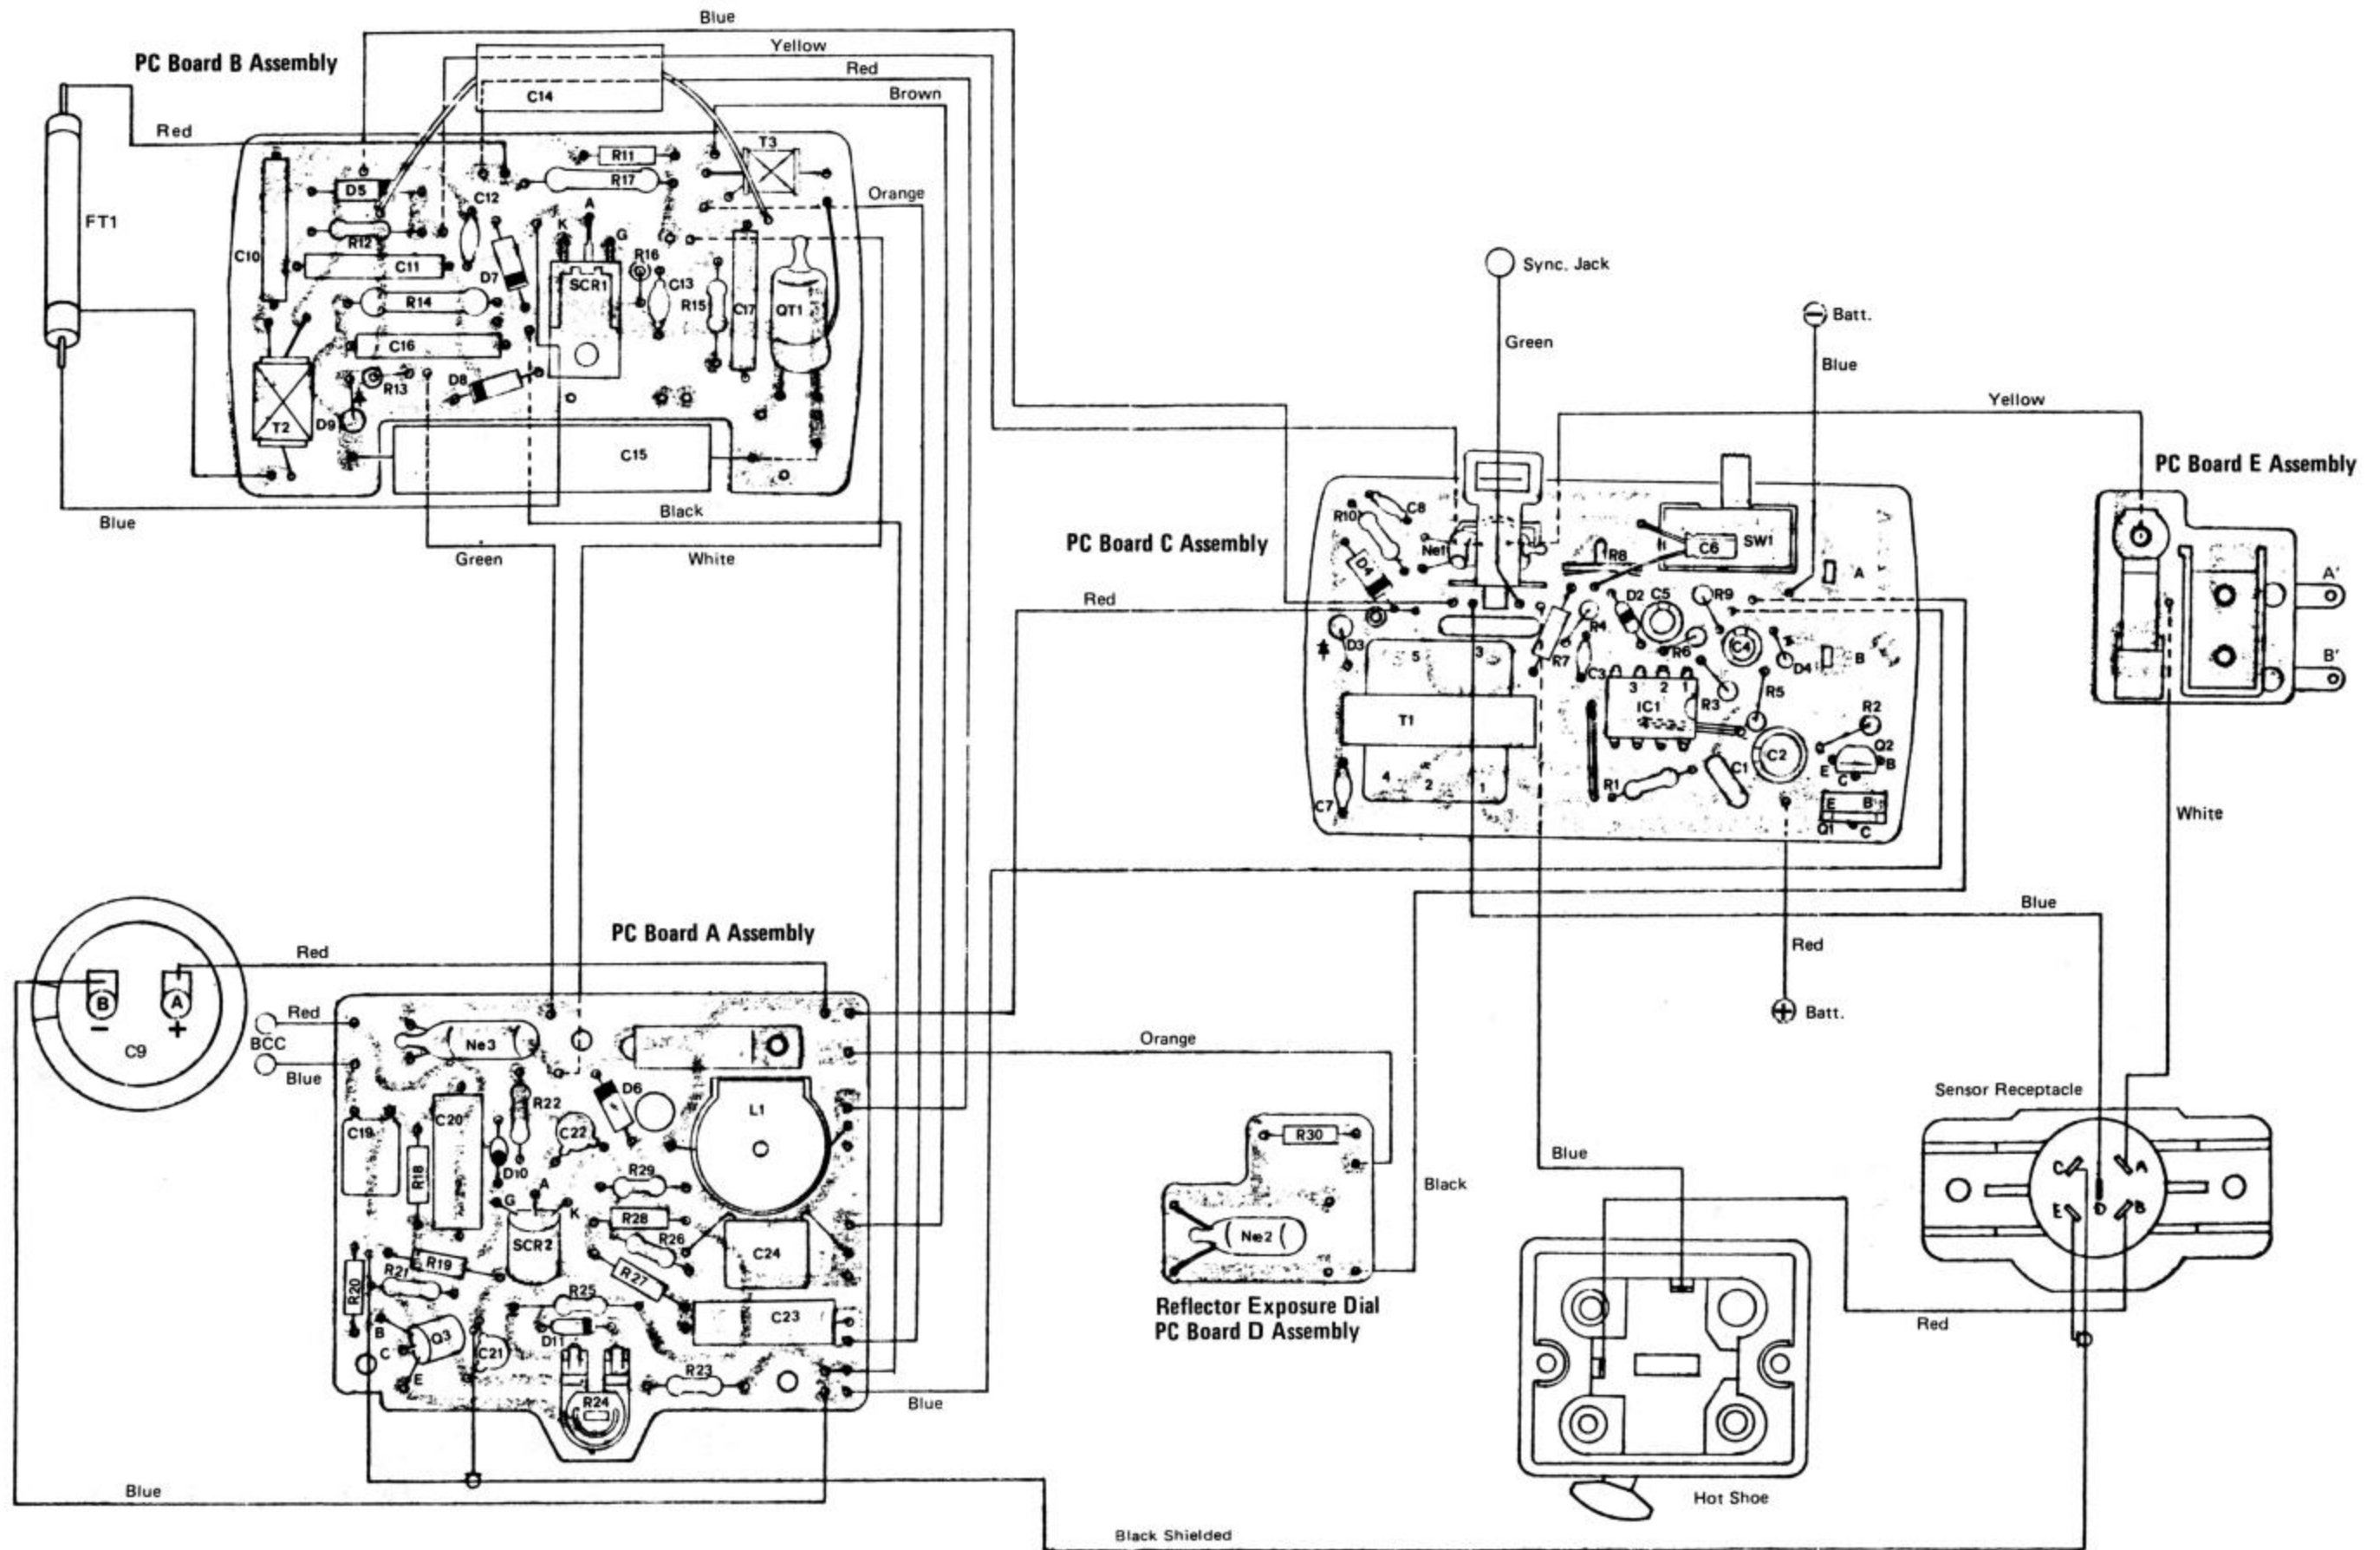 Blue
Yellow
Red
Brown
PC Board B Assembly
C14
Red
FT1
R11
T3
R17
D5
C12
Orange
R12
A
K
G
C10
C11
D7
R16
SCR1
C13
R14
R15
C17
QT1
C16
R13
D8
T2
D9
C15
Blue
Black
Green
White
Sync. Jack
Green
Batt.
Blue
Yellow
PC Board E Assembly
A'
B'
White
PC Board C Assembly
Red
R10
C8
Ne1
D4
R8
C6
SW1
A
D2
C5
R9
R4
D3
R7
R6
C4
D4
B
5
3
C3
3 2 1
IC1
R3
R5
T1
R2
C2
Q2
E
B
C
R1
C1
4
2
1
C7
E B
Q1
C
Blue
Red
Batt.
PC Board A Assembly
Red
B
A
−
+
C9
Red
BCC
Blue
Ne3
D6
L1
R22
C20
C22
C19
D10
R18
R29
G
A
K
R28
SCR2
R26
C24
R19
R21
R27
R20
R25
C23
B
Q3
D11
C
C21
E
R23
R24
Blue
Blue
Orange
R30
Black
Ne2
Reflector Exposure Dial
PC Board D Assembly
Blue
Sensor Receptacle
C
A
E
D
B
Red
Hot Shoe
Black Shielded